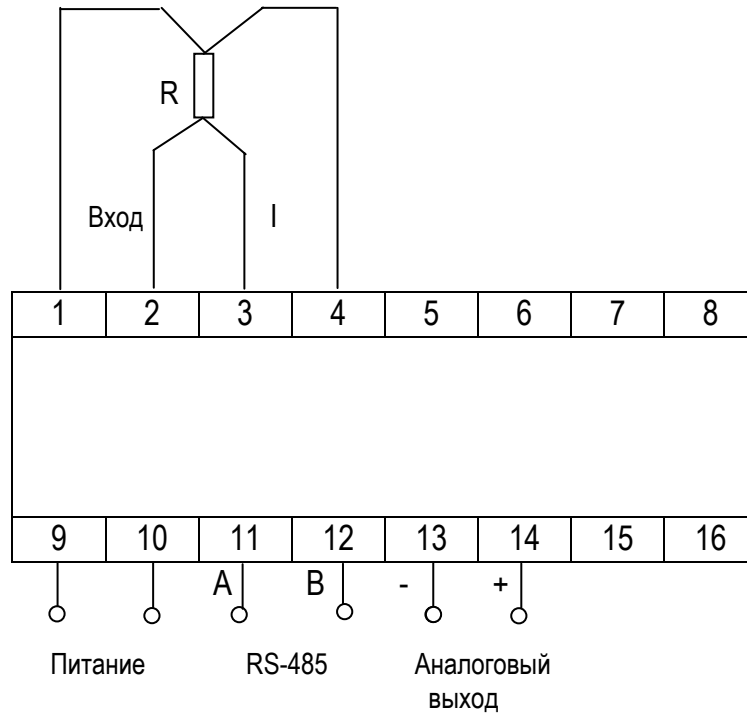 R
Вход I
1 2 3 4 5 6 7 8
9 10 11 12 13 14 15 16
A B - +
Питание RS-485 Аналоговый
выход